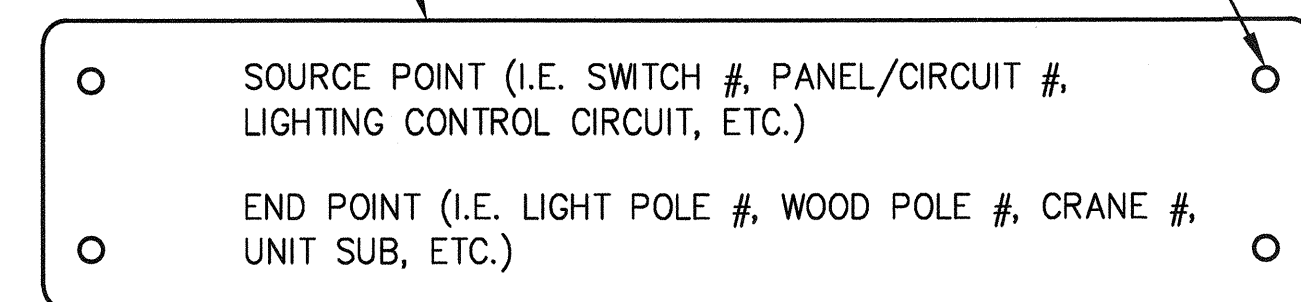 SOURCE POINT (I.E. SWITCH #, PANEL/CIRCUIT #,
LIGHTING CONTROL CIRCUIT, ETC.)
END POINT (I.E. LIGHT POLE #, WOOD POLE #, CRANE #,
UNIT SUB, ETC.)